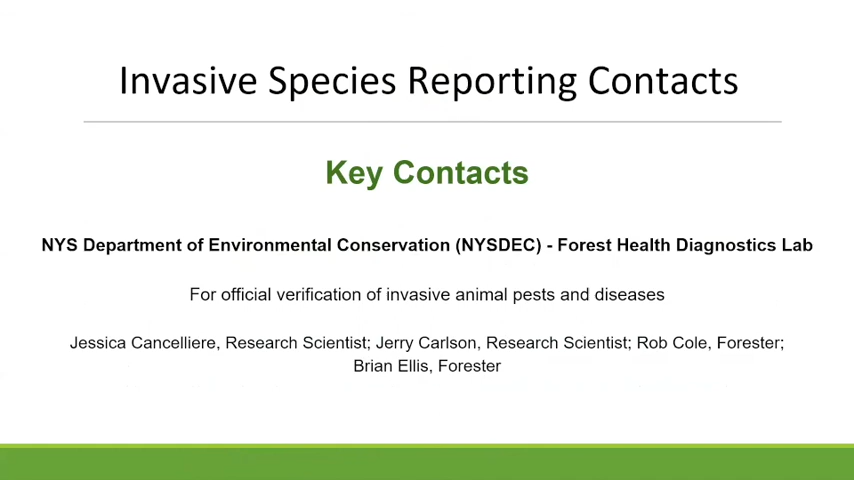 Invasive Species Reporting Contacts
Key Contacts
NYS Department of Environmental Conservation (NYSDEC) - Forest Health Diagnostics Lab
For official verification of invasive animal pests and diseases
Jessica Cancelliere, Research Scientist; Jerry Carlson, Research Scientist; Rob Cole, Forester;
Brian Ellis, Forester